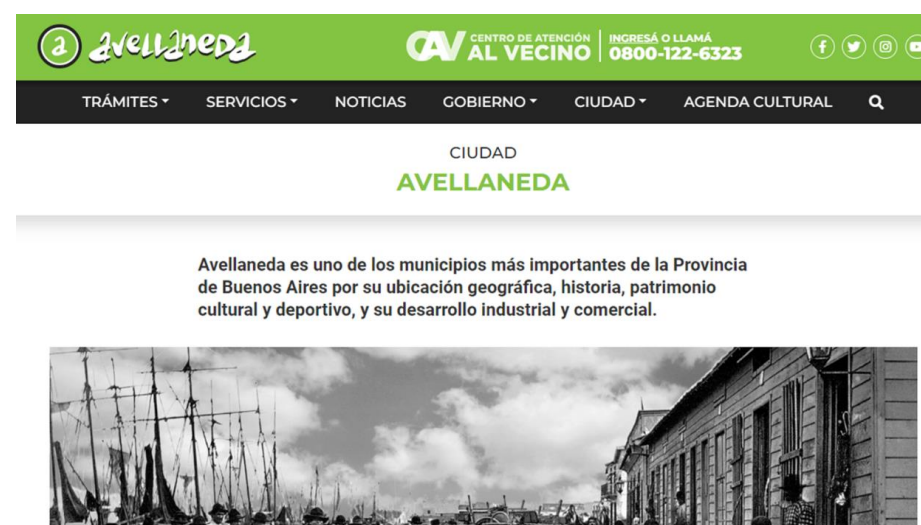 a avellaneda
CAV CENTRO DE ATENCIÓN AL VECINO
INGRESÁ O LLAMÁ
0800-122-6323
TRÁMITES SERVICIOS NOTICIAS GOBIERNO CIUDAD AGENDA CULTURAL
CIUDAD
AVELLANEDA
Avellaneda es uno de los municipios más importantes de la Provincia
de Buenos Aires por su ubicación geográfica, historia, patrimonio
cultural y deportivo, y su desarrollo industrial y comercial.